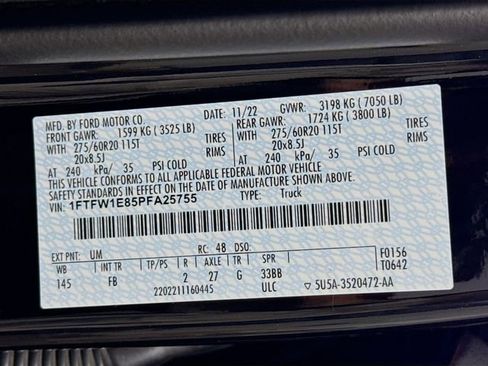 MFD. BY FORD MOTOR CO.
DATE: 11/22 GVWR: 3198 KG ( 7050 LB)
FRONT GAWR: 1599 KG ( 3525 LB) REAR GAWR: 1724 KG ( 3800 LB)
WITH 275/60R20 115T TIRES WITH 275/60R20 115T TIRES
20x8.5J RIMS 20x8.5J RIMS
AT 240 kPa/ 35 PSI COLD AT 240 kPa/ 35 PSI COLD
THIS VEHICLE CONFORMS TO ALL APPLICABLE FEDERAL MOTOR VEHICLE
SAFETY STANDARDS IN EFFECT ON THE DATE OF MANUFACTURE SHOWN ABOVE.
VIN: 1FTFW1E85PFA25755 TYPE: Truck
EXT PNT: UM RC: 48 DSO: F0156
WB INT TR TP/PS R AXLE TR SPR T0642
145 FB 2 27 G 33BB
2202211160445 ULC ▽ 5U5A-3520472-AA